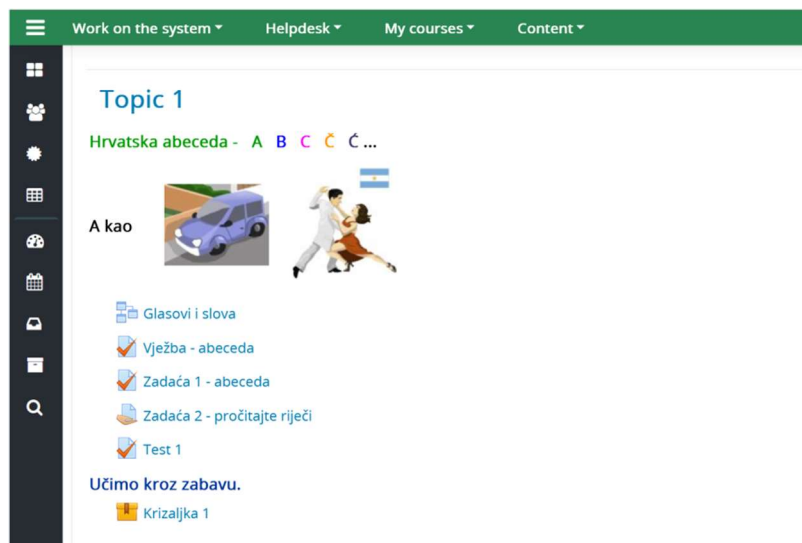 Work on the system Helpdesk My courses Content
Topic 1
Hrvatska abeceda - A B C Č Ć ...
A kao
Glasovi i slova
Vježba - abeceda
Zadaća 1 - abeceda
Zadaća 2 - pročitajte riječi
Test 1
Učimo kroz zabavu.
Krizaljka 1